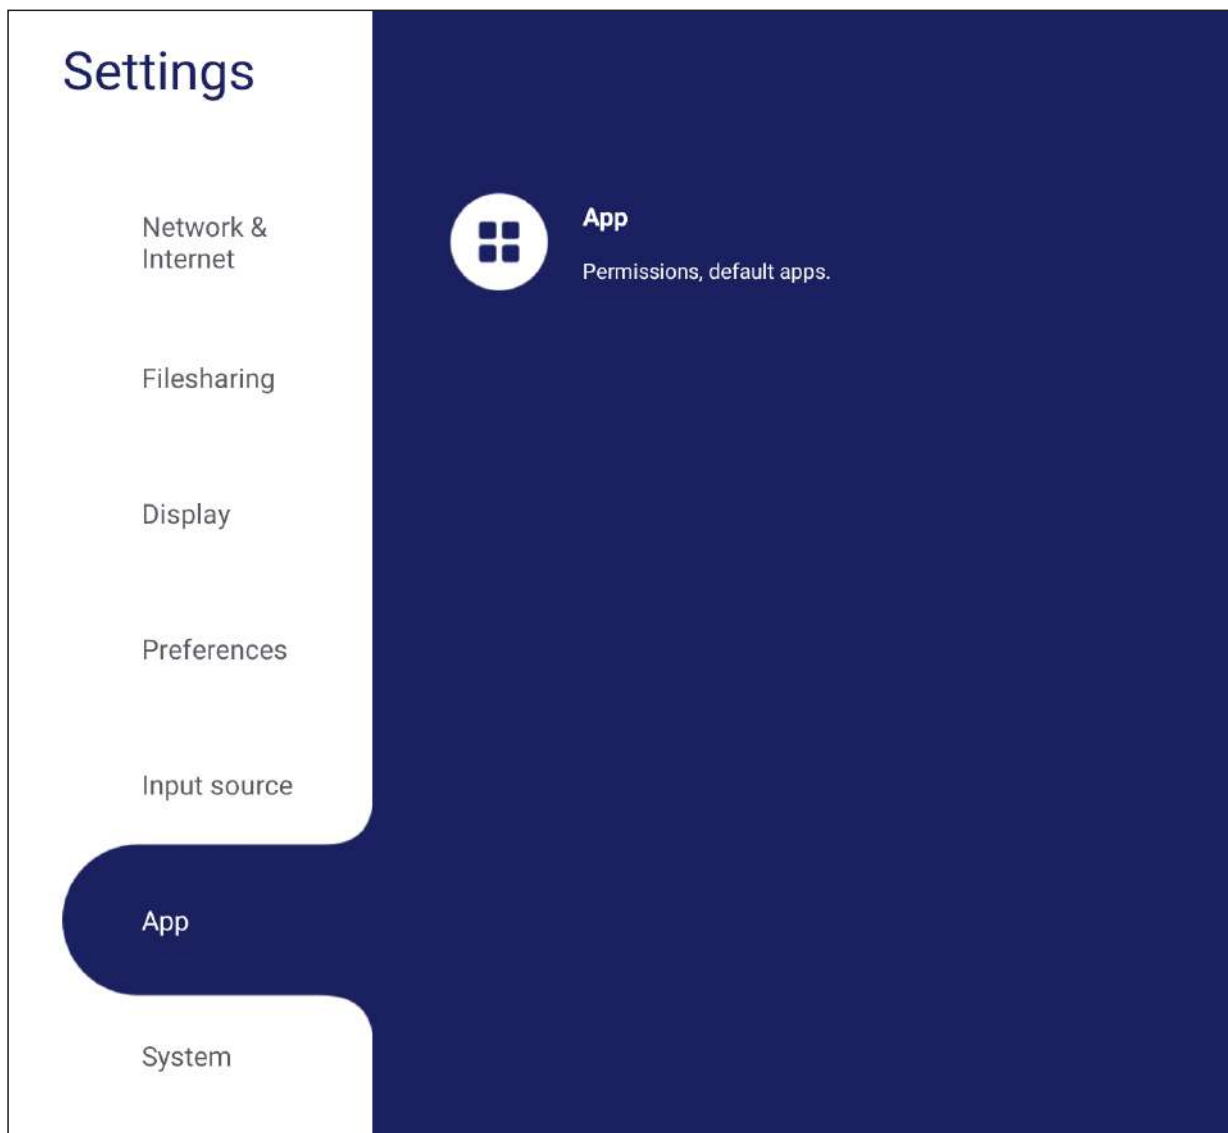 Settings
Network &
Internet
Filesharing
Display
Preferences
Input source
App
System
App
Permissions, default apps.